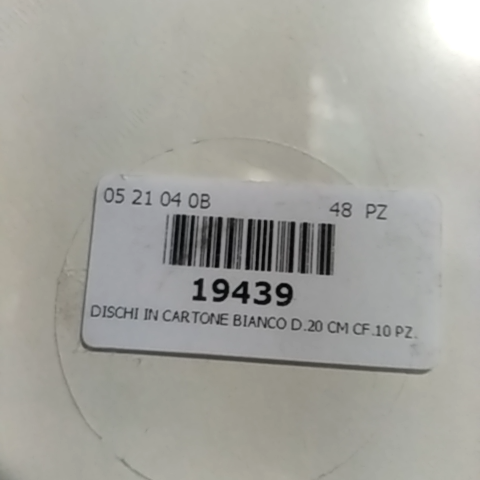 05 21 04 0B 48 PZ
19439
DISCHI IN CARTONE BIANCO D.20 CM CF.10 PZ.